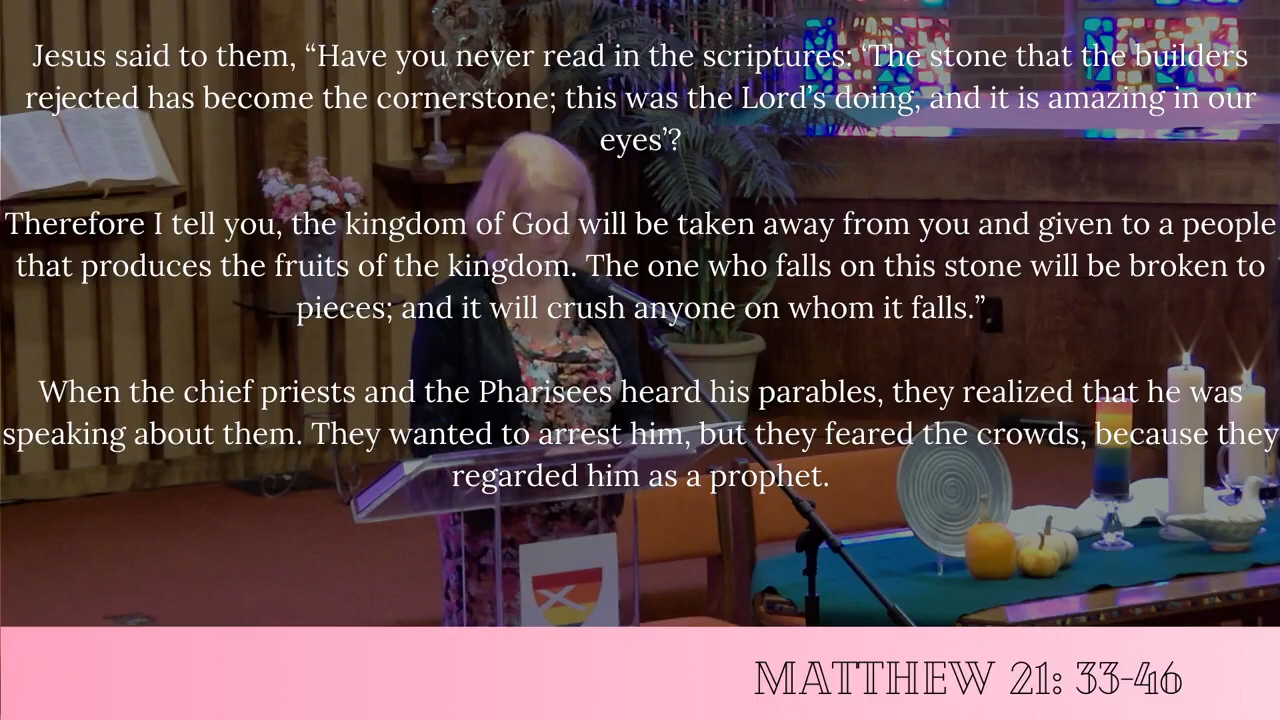 Jesus said to them, “Have you never read in the scriptures: ‘The stone that the builders
rejected has become the cornerstone; this was the Lord’s doing, and it is amazing in our
eyes’?
Therefore I tell you, the kingdom of God will be taken away from you and given to a people
that produces the fruits of the kingdom. The one who falls on this stone will be broken to
pieces; and it will crush anyone on whom it falls.”
When the chief priests and the Pharisees heard his parables, they realized that he was
speaking about them. They wanted to arrest him, but they feared the crowds, because they
regarded him as a prophet.
MATTHEW 21: 33-46